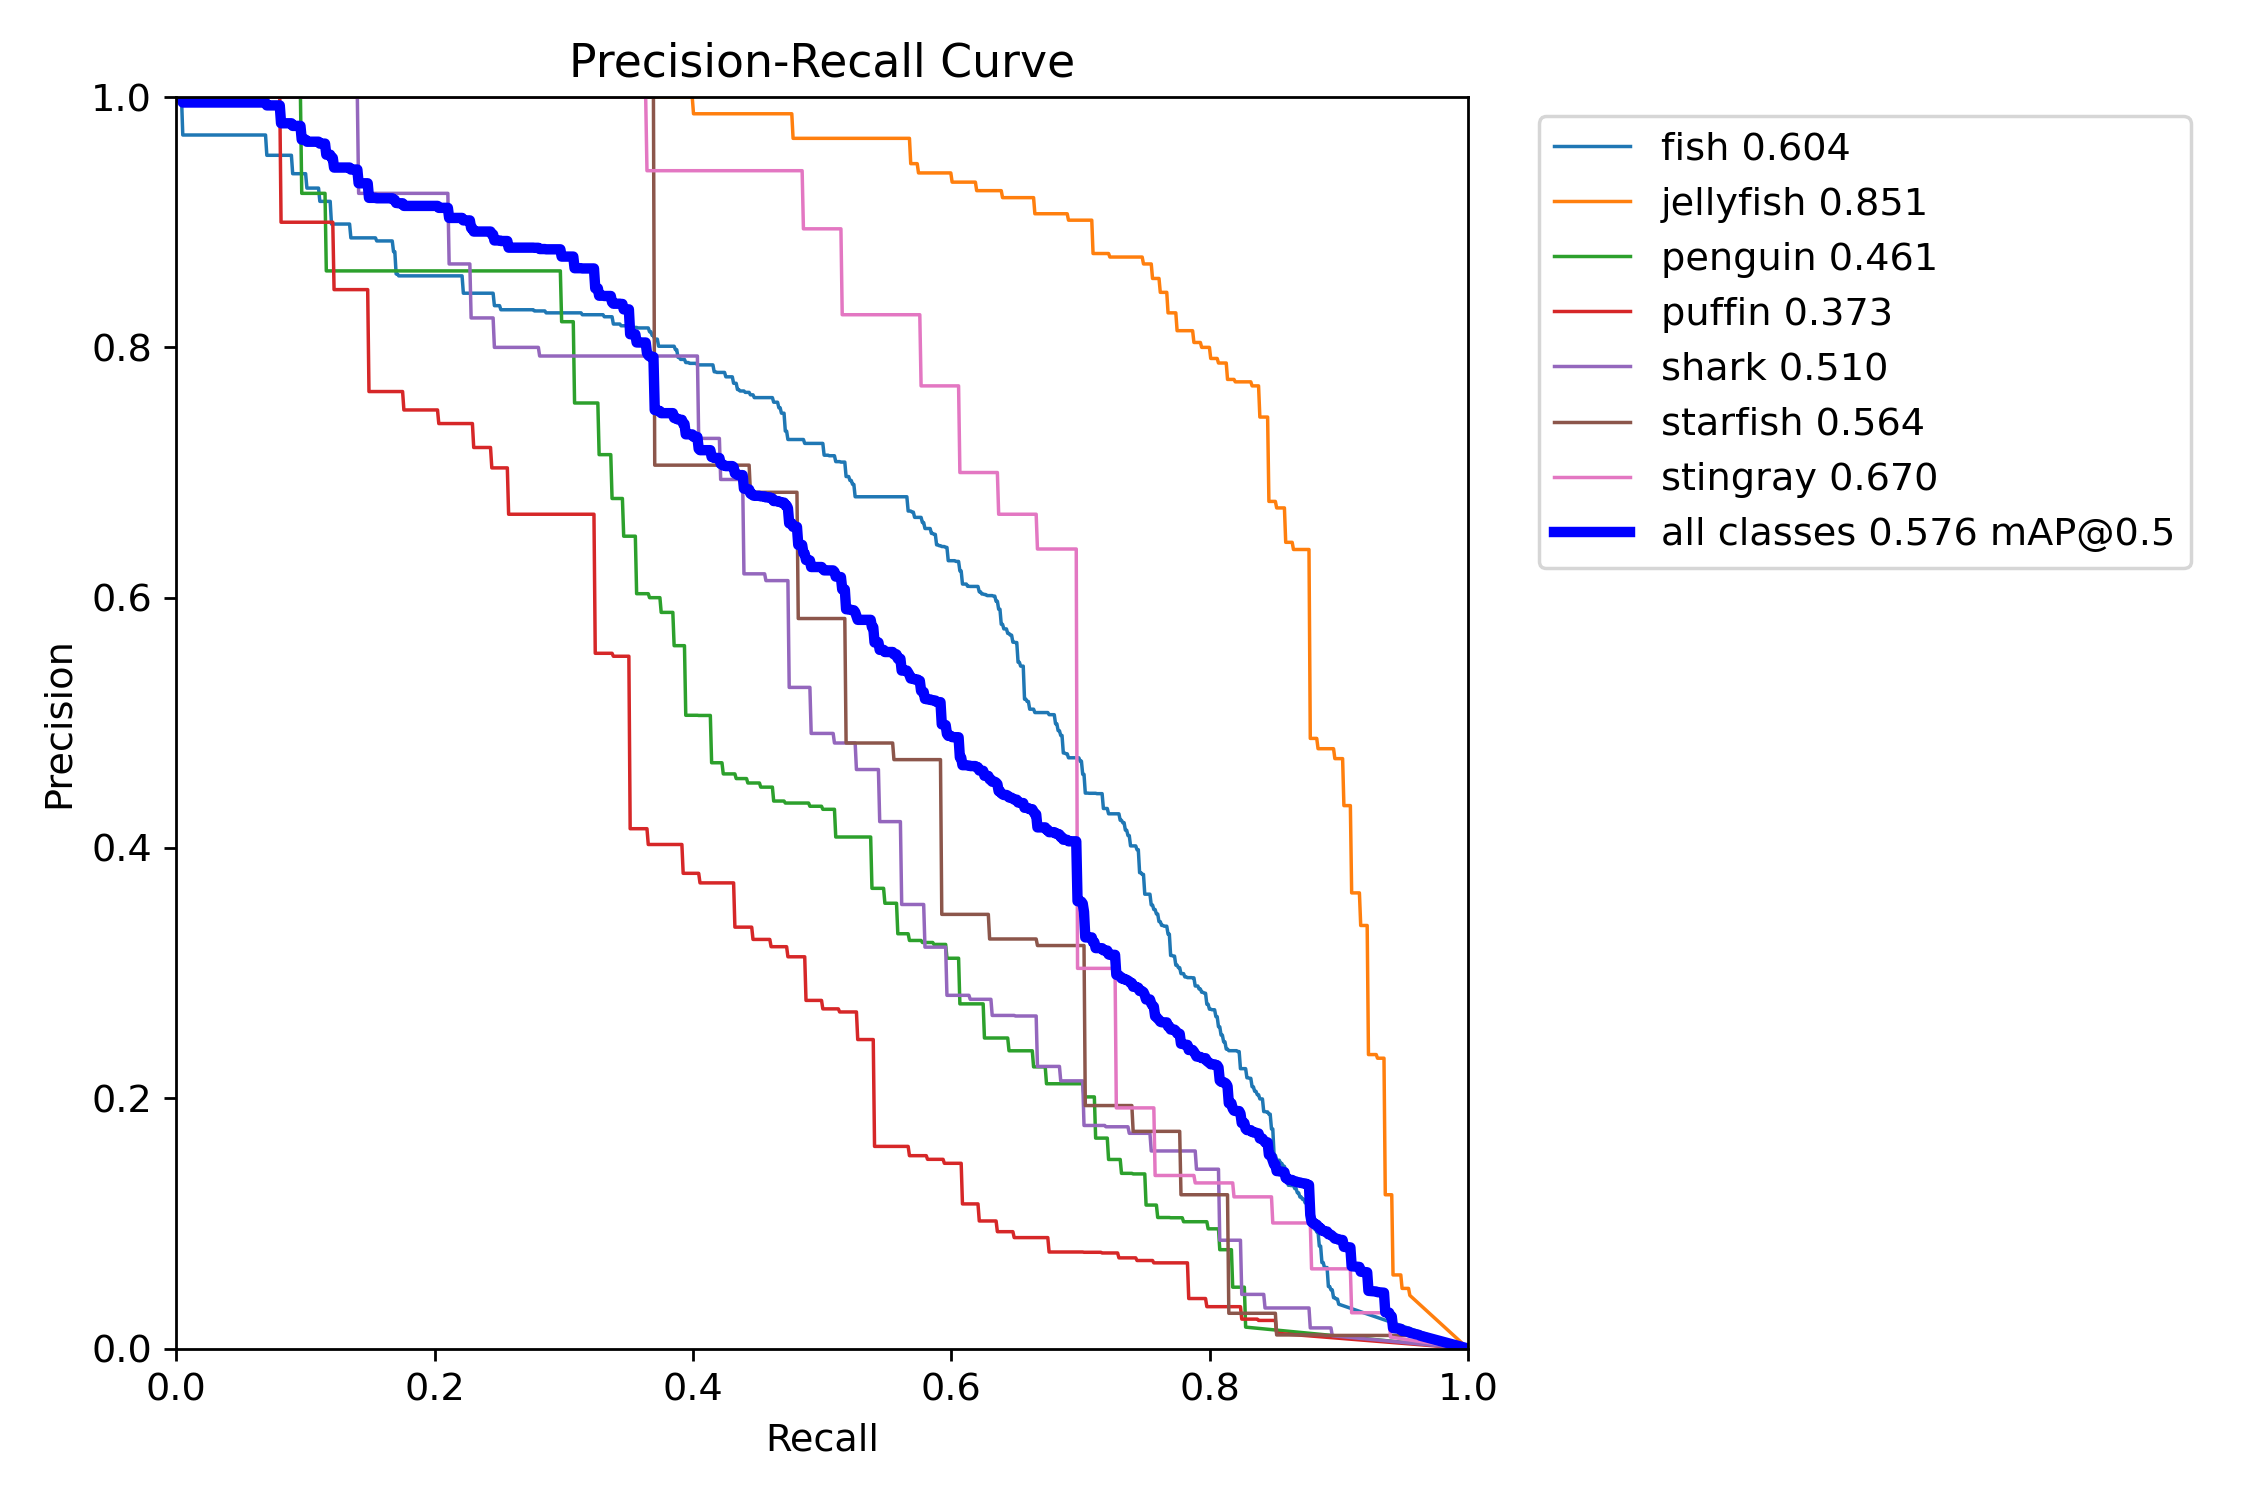 Precision-Recall Curve
1.0
0.8
0.6
0.4
0.2
0.0
Precision
0.0 0.2 0.4 0.6 0.8 1.0
Recall
fish 0.604
jellyfish 0.851
penguin 0.461
puffin 0.373
shark 0.510
starfish 0.564
stingray 0.670
all classes 0.576 mAP@0.5